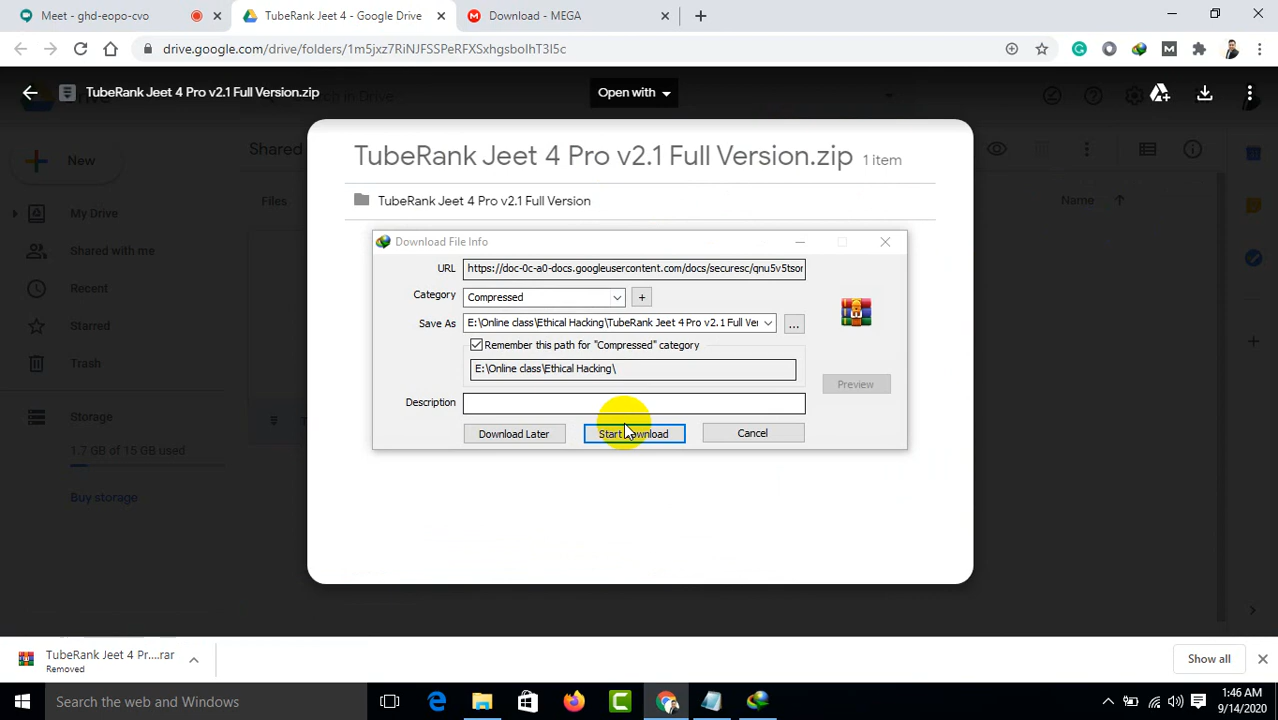 Meet - ghd-eopo-cvo
TubeRank Jeet 4 - Google Drive
Download - MEGA
drive.google.com/drive/folders/1m5jxz7RiNJFSSPeRFXSxhgsbolhT3I5c
TubeRank Jeet 4 Pro v2.1 Full Version.zip
Open with
TubeRank Jeet 4 Pro v2.1 Full Version.zip 1 item
TubeRank Jeet 4 Pro v2.1 Full Version
New
My Drive
Shared with me
Recent
Starred
Trash
Storage
1.7 GB of 15 GB used
Buy storage
Shared
Files
Name
Download File Info
URL https://doc-0c-a0-docs.googleusercontent.com/docs/securesc/qnu5v5tsor
Category Compressed +
Save As E:\Online class\Ethical Hacking\TubeRank Jeet 4 Pro v2.1 Full Ver ...
Remember this path for "Compressed" category
E:\Online class\Ethical Hacking\
Preview
Description
Download Later Start Download Cancel
TubeRank Jeet 4 Pr....rar
Removed
Show all
Search the web and Windows
1:46 AM
9/14/2020